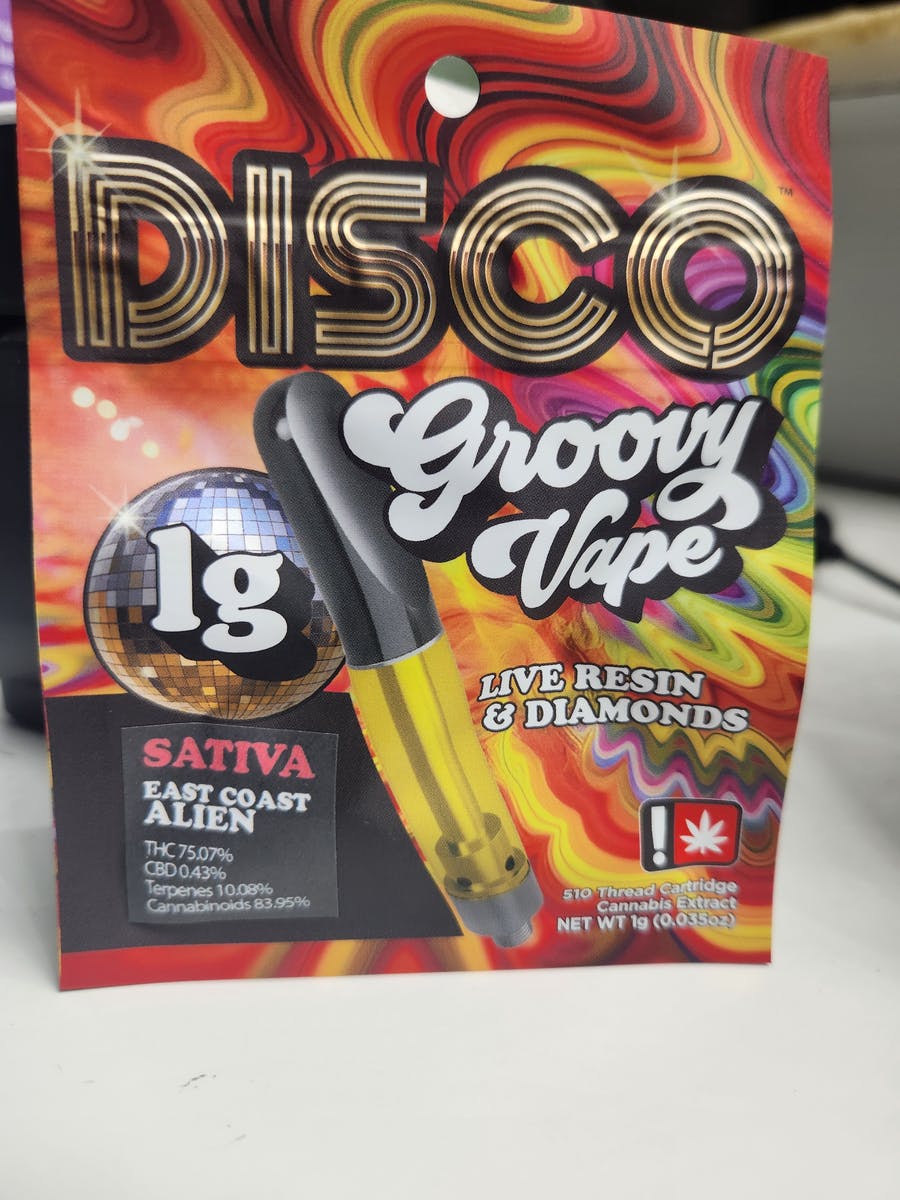 DISCO™
Groovy
Vape
1g
LIVE RESIN
& DIAMONDS
SATIVA
EAST COAST
ALIEN
THC 75.07%
CBD 0.43%
Terpenes 10.08%
Cannabinoids 83.95%
!
510 Thread Cartridge
Cannabis Extract
NET WT 1g (0.035oz)